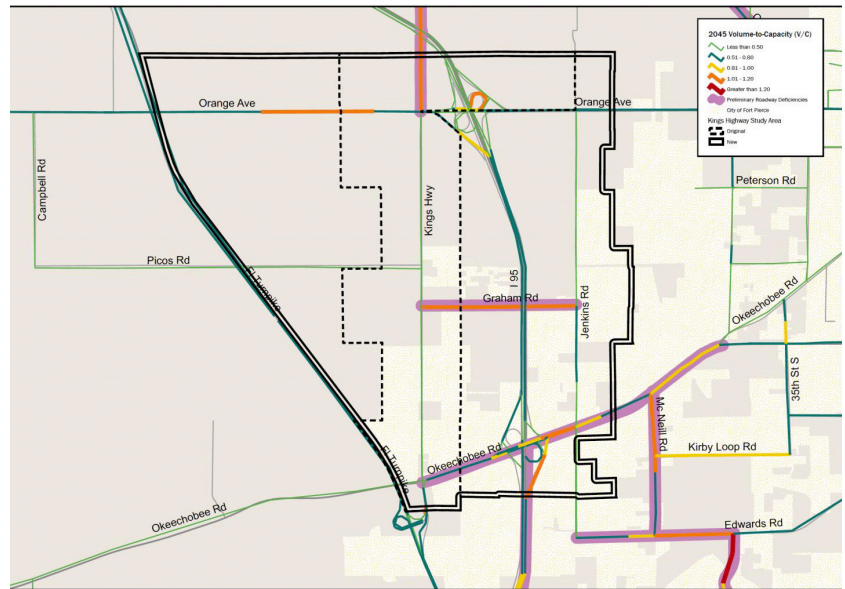 2045 Volume-to-Capacity (V/C)
Less than 0.50
0.51 - 0.80
0.81 - 1.00
1.01 - 1.20
Greater than 1.20
Preliminary Roadway Deficiencies
City of Fort Pierce
Kings Highway Study Area
Original
New
Orange Ave
Orange Ave
Campbell Rd
Kings Hwy
Peterson Rd
Picos Rd
Fl Turnpike
I 95
Graham Rd
Jenkins Rd
Okeechobee Rd
35th St S
Mc Neill Rd
Kirby Loop Rd
Okeechobee Rd
Fl Turnpike
Okeechobee Rd
Edwards Rd